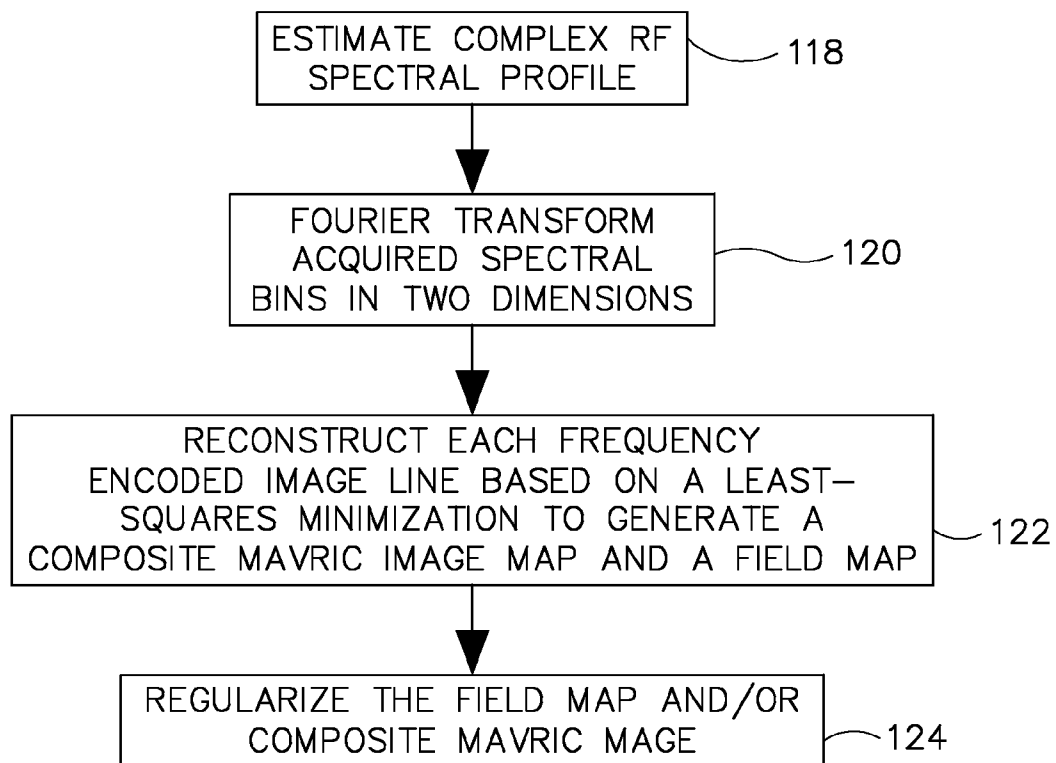 ESTIMATE COMPLEX RF
SPECTRAL PROFILE
118
FOURIER TRANSFORM
ACQUIRED SPECTRAL
BINS IN TWO DIMENSIONS
120
RECONSTRUCT EACH FREQUENCY
ENCODED IMAGE LINE BASED ON A LEAST-
SQUARES MINIMIZATION TO GENERATE A
COMPOSITE MAVRIC IMAGE MAP AND A FIELD MAP
122
REGULARIZE THE FIELD MAP AND/OR
COMPOSITE MAVRIC MAGE
124